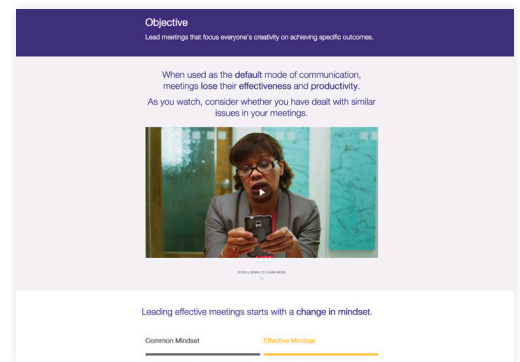 Objective
Lead meetings that focus everyone's creativity on achieving specific outcomes.
When used as the default mode of communication,
meetings lose their effectiveness and productivity.
As you watch, consider whether you have dealt with similar
issues in your meetings.
SCROLL DOWN TO LEARN MORE
Leading effective meetings starts with a change in mindset.
Common Mindset
Effective Mindset